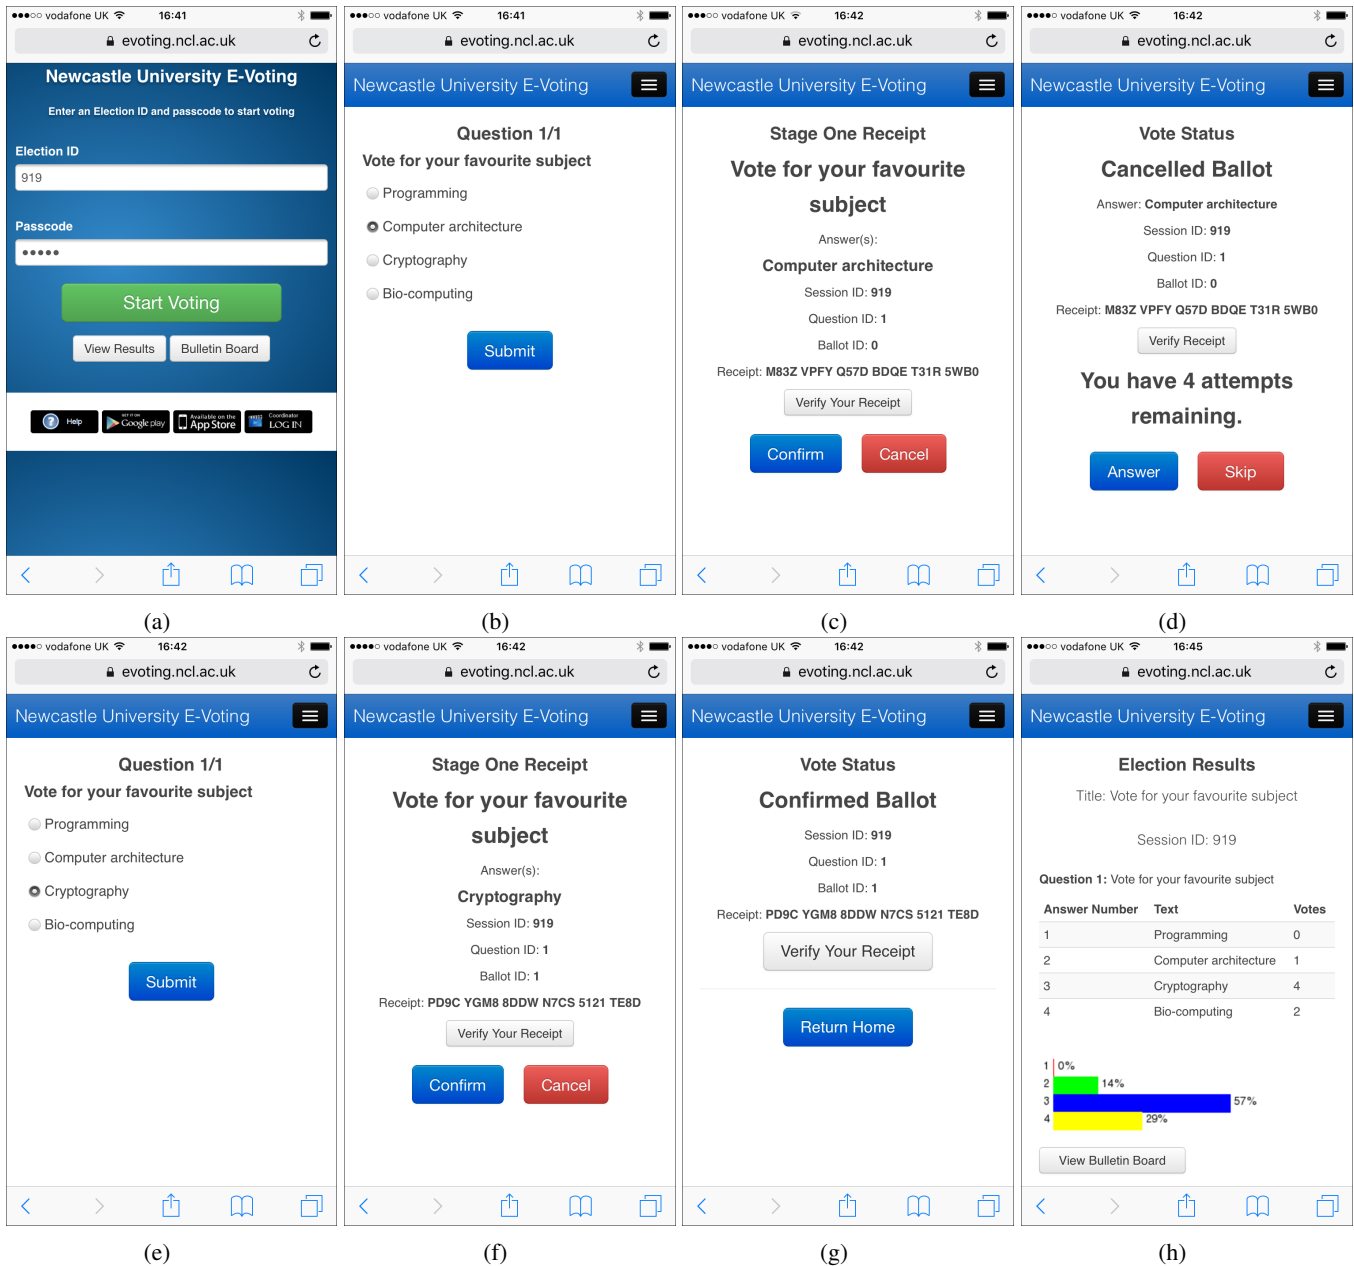 vodafone UK 16:41
evoting.ncl.ac.uk
Newcastle University E-Voting
Enter an Election ID and passcode to start voting
Election ID
919
Passcode
●●●●●
Start Voting
View Results Bulletin Board
Help GET IT ON Google play Available on the App Store Coordinator LOG IN
(a)
vodafone UK 16:41
evoting.ncl.ac.uk
Newcastle University E-Voting
Question 1/1
Vote for your favourite subject
Programming
Computer architecture
Cryptography
Bio-computing
Submit
(b)
vodafone UK 16:42
evoting.ncl.ac.uk
Newcastle University E-Voting
Stage One Receipt
Vote for your favourite
subject
Answer(s):
Computer architecture
Session ID: 919
Question ID: 1
Ballot ID: 0
Receipt: M83Z VPFY Q57D BDQE T31R 5WB0
Verify Your Receipt
Confirm Cancel
(c)
vodafone UK 16:42
evoting.ncl.ac.uk
Newcastle University E-Voting
Vote Status
Cancelled Ballot
Answer: Computer architecture
Session ID: 919
Question ID: 1
Ballot ID: 0
Receipt: M83Z VPFY Q57D BDQE T31R 5WB0
Verify Receipt
You have 4 attempts
remaining.
Answer Skip
(d)
vodafone UK 16:42
evoting.ncl.ac.uk
Newcastle University E-Voting
Question 1/1
Vote for your favourite subject
Programming
Computer architecture
Cryptography
Bio-computing
Submit
(e)
vodafone UK 16:42
evoting.ncl.ac.uk
Newcastle University E-Voting
Stage One Receipt
Vote for your favourite
subject
Answer(s):
Cryptography
Session ID: 919
Question ID: 1
Ballot ID: 1
Receipt: PD9C YGM8 8DDW N7CS 5121 TE8D
Verify Your Receipt
Confirm Cancel
(f)
vodafone UK 16:42
evoting.ncl.ac.uk
Newcastle University E-Voting
Vote Status
Confirmed Ballot
Session ID: 919
Question ID: 1
Ballot ID: 1
Receipt: PD9C YGM8 8DDW N7CS 5121 TE8D
Verify Your Receipt
Return Home
(g)
vodafone UK 16:45
evoting.ncl.ac.uk
Newcastle University E-Voting
Election Results
Title: Vote for your favourite subject
Session ID: 919
Question 1: Vote for your favourite subject
Answer Number Text Votes
1 Programming 0
2 Computer architecture 1
3 Cryptography 4
4 Bio-computing 2
1 0%
2 14%
3 57%
4 29%
View Bulletin Board
(h)